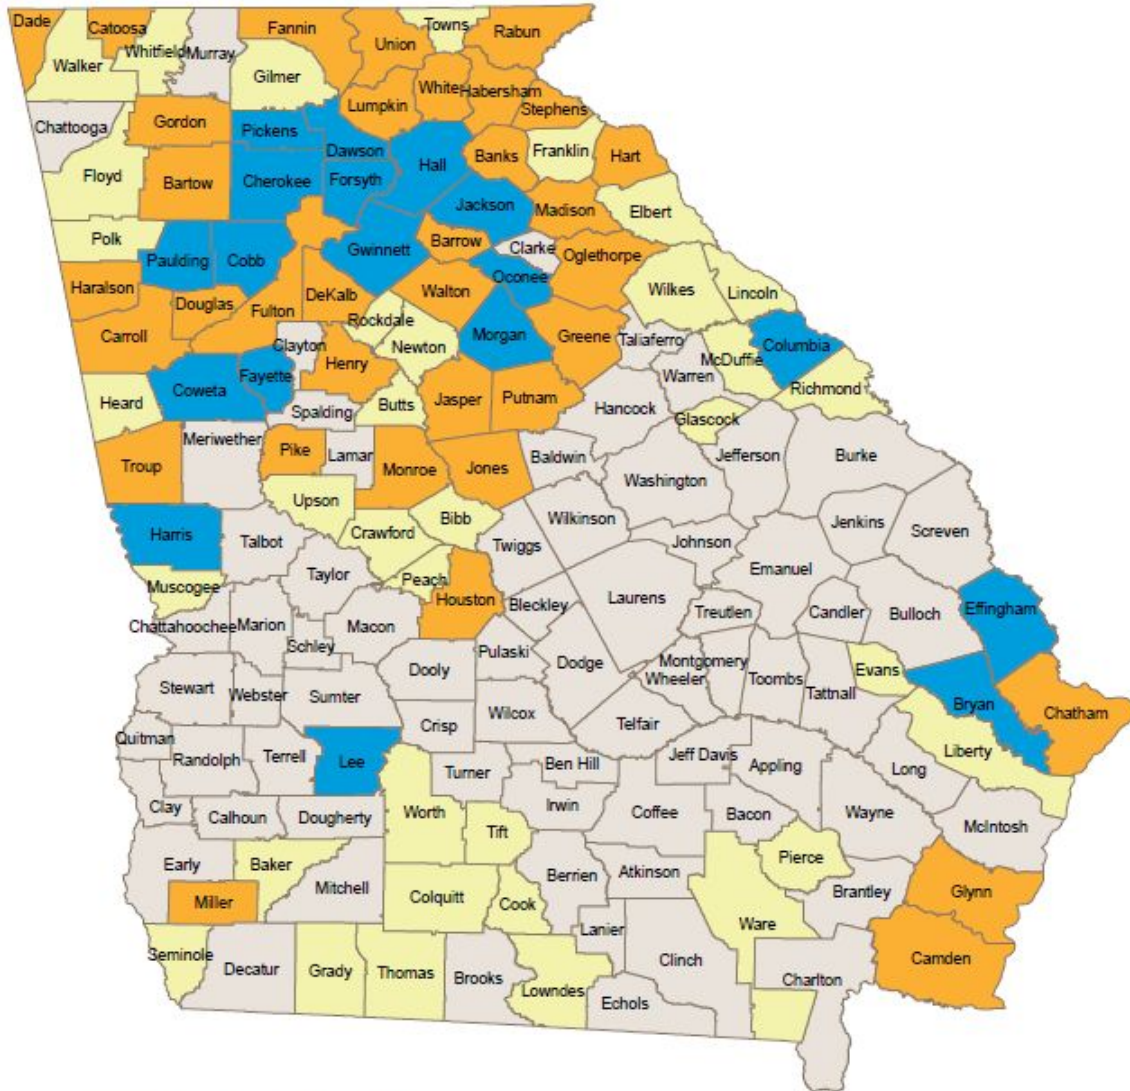 Dade
Catoosa
Fannin
Towns
Rabun
Union
Whitfield
Murray
Walker
Gilmer
White
Habersham
Lumpkin
Stephens
Chattooga
Gordon
Pickens
Dawson
Banks
Franklin
Hart
Hall
Floyd
Bartow
Cherokee
Forsyth
Jackson
Madison
Elbert
Polk
Paulding
Cobb
Gwinnett
Barrow
Clarke
Oglethorpe
Oconee
Haralson
Douglas
DeKalb
Walton
Wilkes
Lincoln
Fulton
Carroll
Rockdale
Newton
Morgan
Greene
Taliaferro
Columbia
Clayton
McDuffie
Henry
Fayette
Warren
Coweta
Richmond
Heard
Jasper
Putnam
Butts
Spalding
Hancock
Glascock
Meriwether
Pike
Lamar
Troup
Monroe
Jones
Baldwin
Jefferson
Burke
Washington
Upson
Bibb
Wilkinson
Jenkins
Harris
Talbot
Crawford
Twiggs
Johnson
Screven
Taylor
Peach
Emanuel
Muscogee
Houston
Bleckley
Laurens
Treutlen
Candler
Bulloch
Effingham
Chattahoochee
Marion
Macon
Schley
Pulaski
Dooly
Dodge
Montgomery
Wheeler
Toombs
Evans
Tattnall
Stewart
Webster
Sumter
Bryan
Chatham
Wilcox
Crisp
Telfair
Quitman
Randolph
Terrell
Lee
Turner
Ben Hill
Jeff Davis
Appling
Long
Liberty
Clay
Calhoun
Dougherty
Worth
Irwin
Coffee
Bacon
Wayne
McIntosh
Tift
Early
Baker
Mitchell
Berrien
Atkinson
Pierce
Brantley
Miller
Colquitt
Cook
Glynn
Lanier
Ware
Seminole
Decatur
Grady
Thomas
Brooks
Lowndes
Clinch
Camden
Charlton
Echols